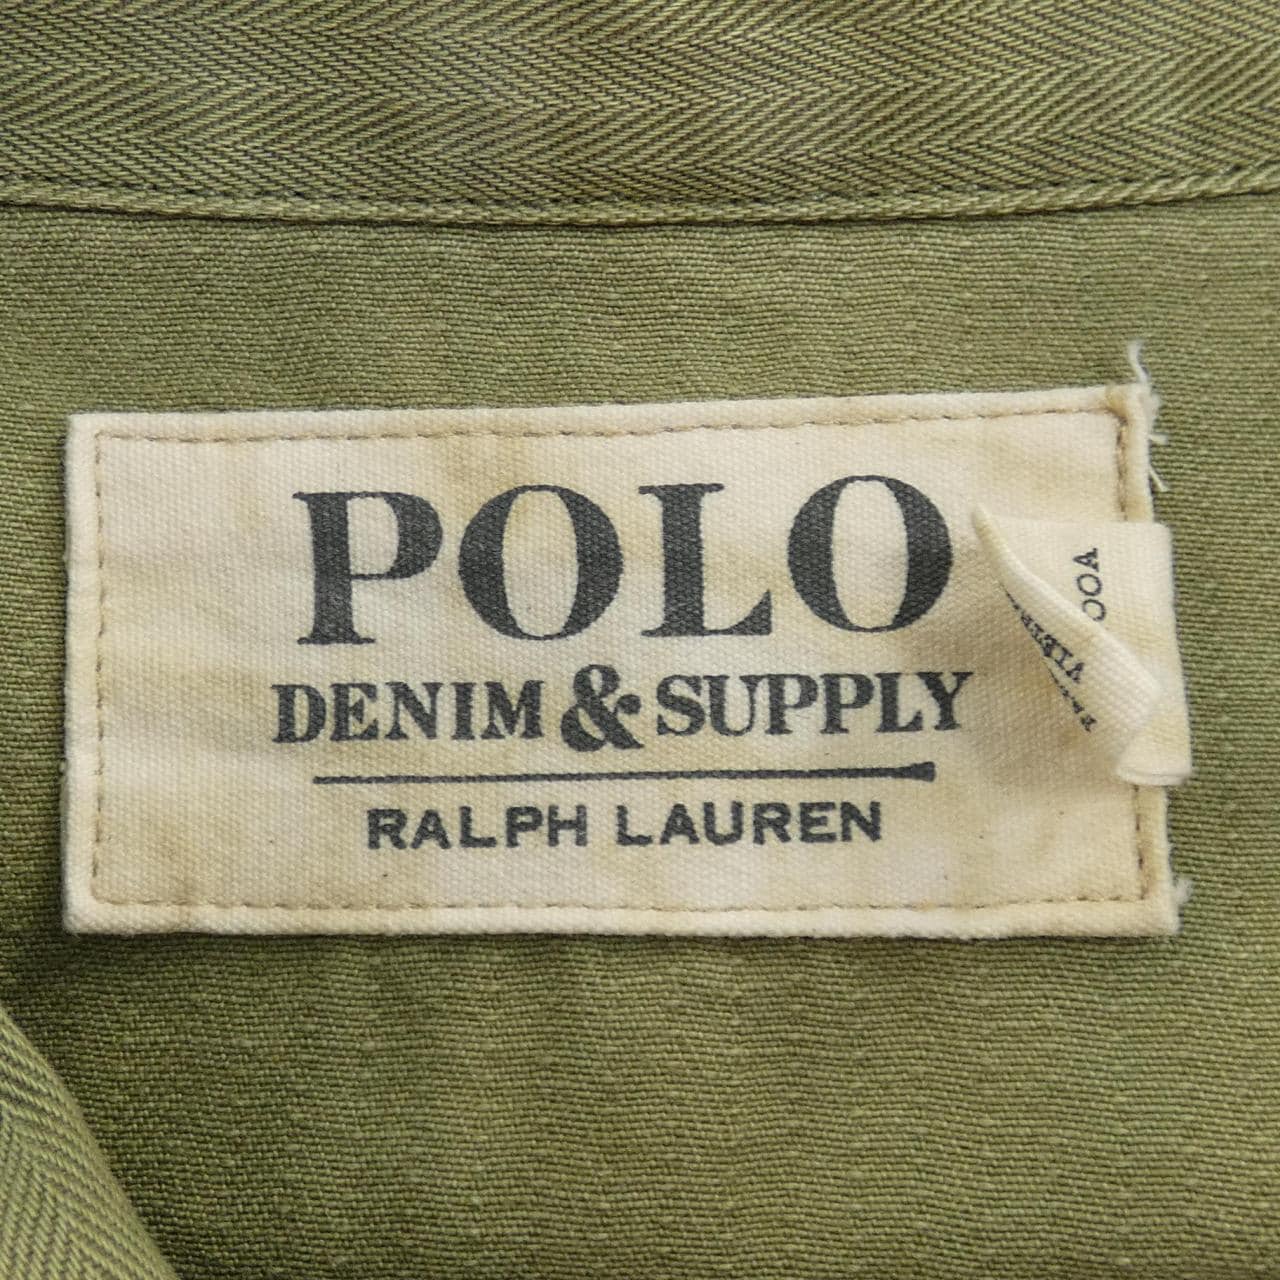 POLO
DENIM & SUPPLY
RALPH LAUREN